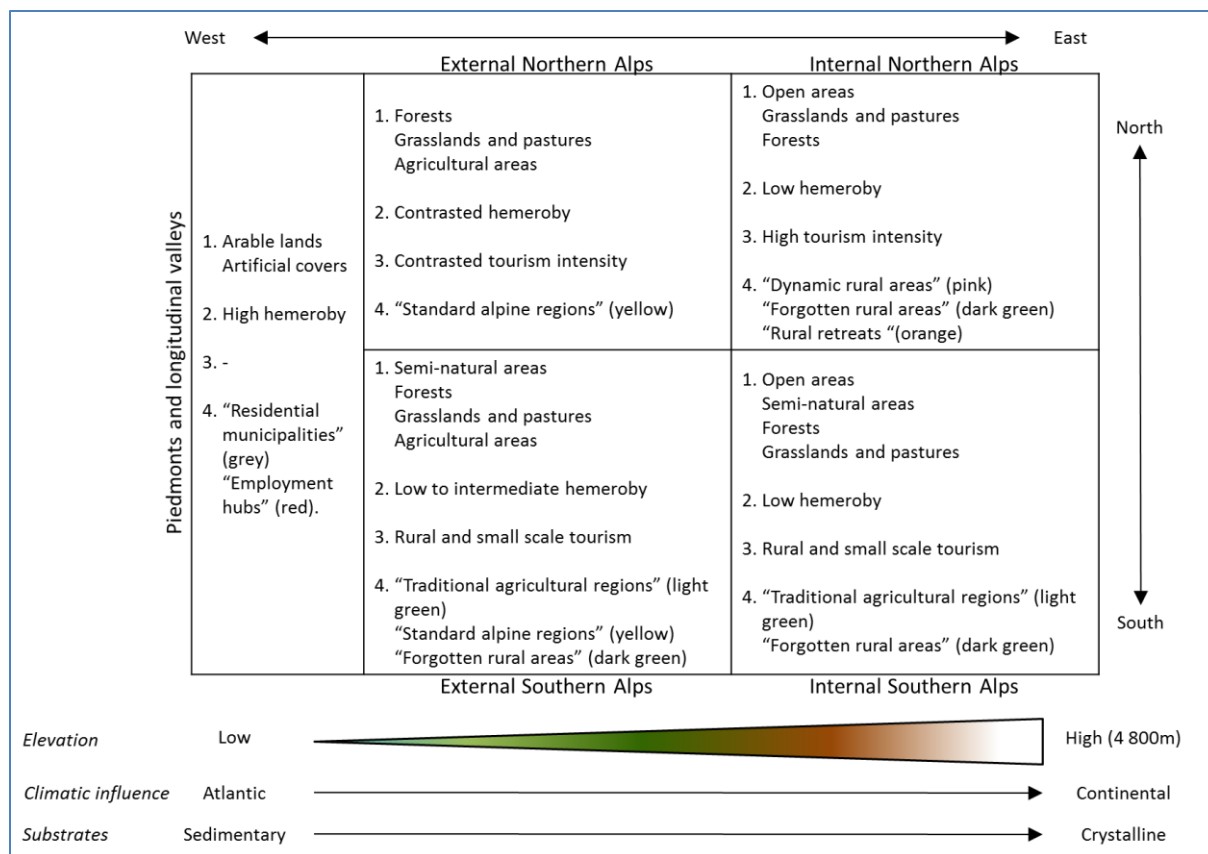 West
East
External Northern Alps
Internal Northern Alps
North
Piedmonts and longitudinal valleys
1. Arable lands
Artificial covers
2. High hemeroby
3. -
4. “Residential
municipalities”
(grey)
“Employment
hubs” (red).
1. Forests
Grasslands and pastures
Agricultural areas
2. Contrasted hemeroby
3. Contrasted tourism intensity
4. “Standard alpine regions” (yellow)
1. Open areas
Grasslands and pastures
Forests
2. Low hemeroby
3. High tourism intensity
4. “Dynamic rural areas” (pink)
“Forgotten rural areas” (dark green)
“Rural retreats “(orange)
1. Semi-natural areas
Forests
Grasslands and pastures
Agricultural areas
2. Low to intermediate hemeroby
3. Rural and small scale tourism
4. “Traditional agricultural regions” (light
green)
“Standard alpine regions” (yellow)
“Forgotten rural areas” (dark green)
1. Open areas
Semi-natural areas
Forests
Grasslands and pastures
2. Low hemeroby
3. Rural and small scale tourism
4. “Traditional agricultural regions” (light
green)
“Forgotten rural areas” (dark green)
South
External Southern Alps
Internal Southern Alps
Elevation Low High (4 800m)
Climatic influence Atlantic Continental
Substrates Sedimentary Crystalline